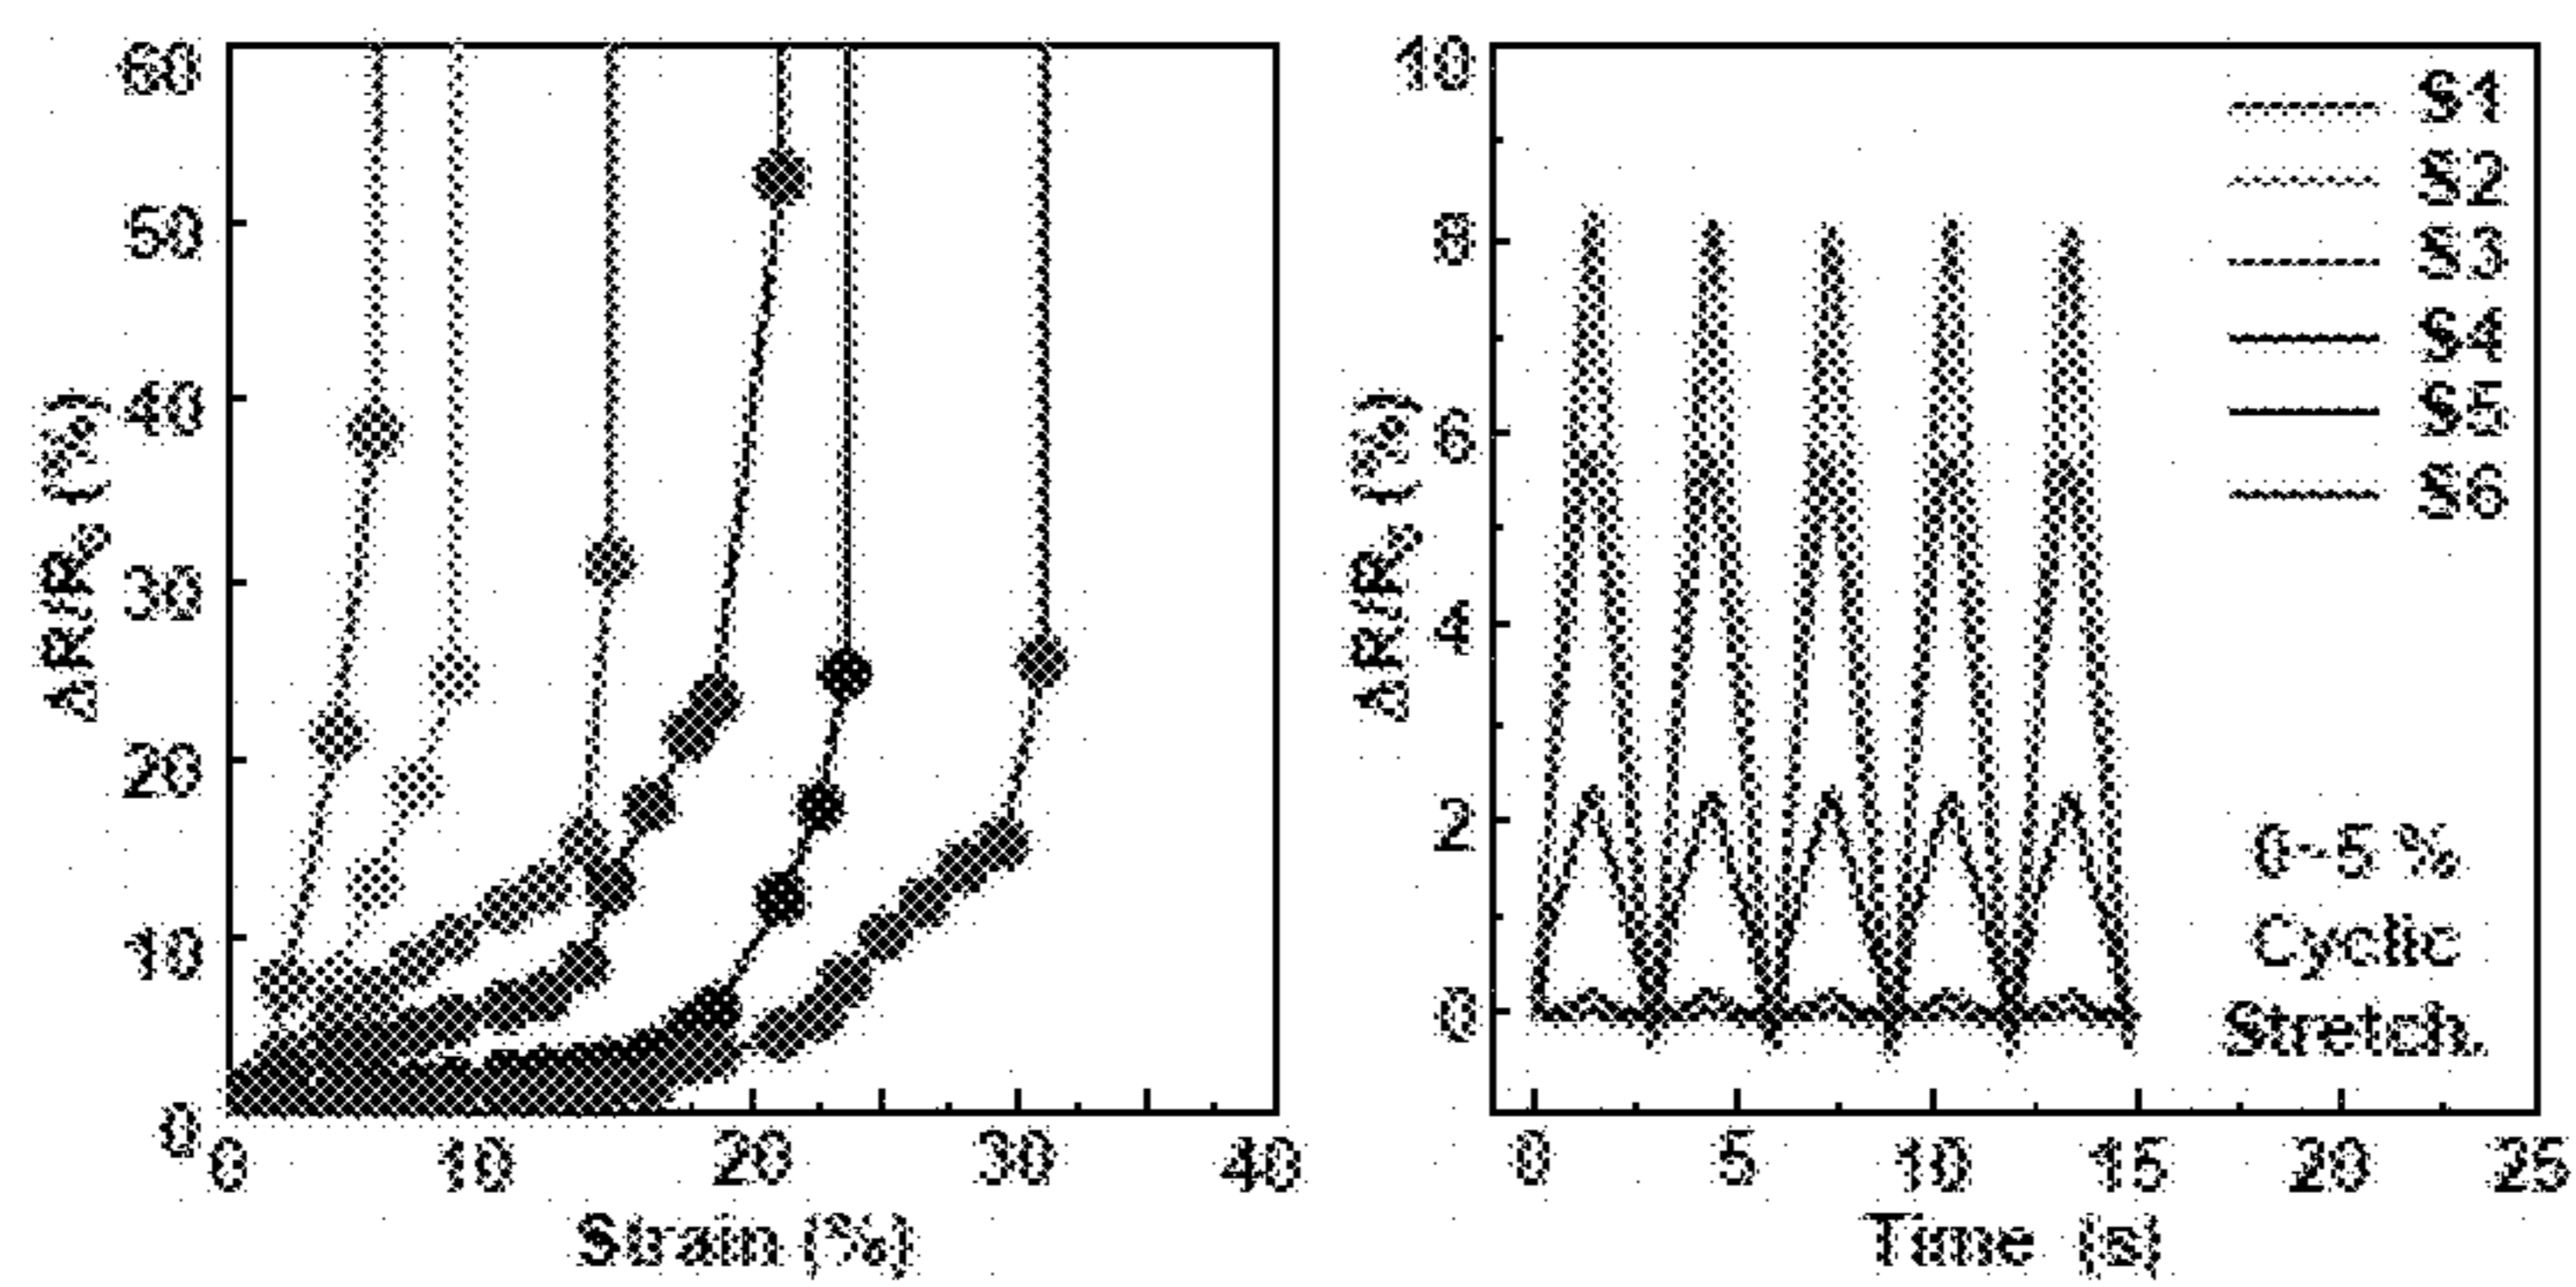 60
50
40
30
20
10
0
ΔR/R₀ (%)
0 10 20 30 40
Strain (%)
10
8
6
4
2
0
ΔR/R₀ (%)
0 5 10 15 20 25
Time (s)
S1
S2
S3
S4
S5
S6
0~5 %
Cyclic
Stretch.